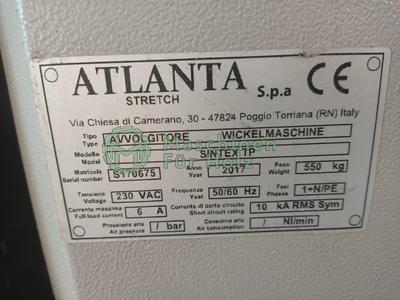 ATLANTA S.p.a CE
STRETCH
Via Chiesa di Camerano, 30 - 47824 Poggio Torriana (RN) Italy
Tipo Type AVVOLGITORE WICKELMASCHINE
Modello Model SINTEX 1P
Matricola Serial number S170675 Anno Year 2017 Peso Weight 550 kg
Tensione Voltage 230 VAC Frequenza Frequency 50/60 Hz Fasi Phases 1+N/PE
Corrente massima Full load current 6 A Corrente di corto circuito Short circuit rating 10 kA RMS Sym
Pressione aria Air pressure / bar Consumo aria Air consumption / Nl/min
Maschinen
Für Holz